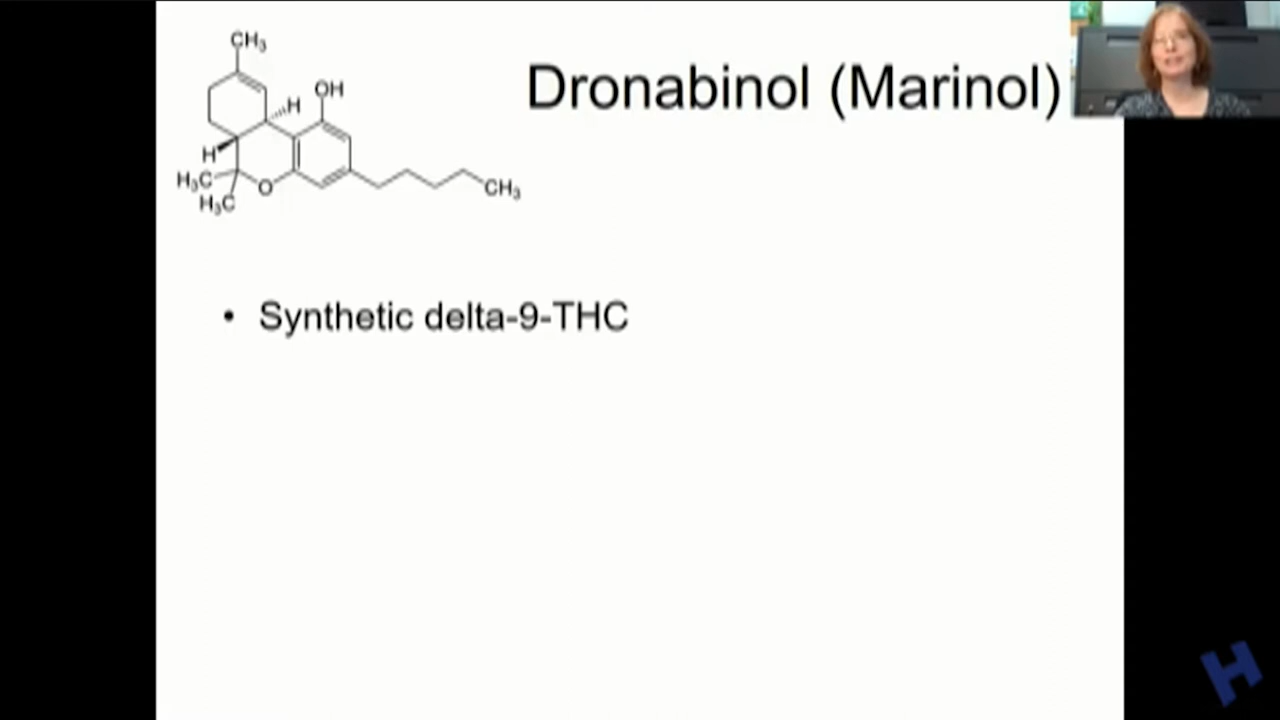 Dronabinol (Marinol)
CH₃
OH
H
H
H₃C
O
H₃C
CH₃
• Synthetic delta-9-THC
H